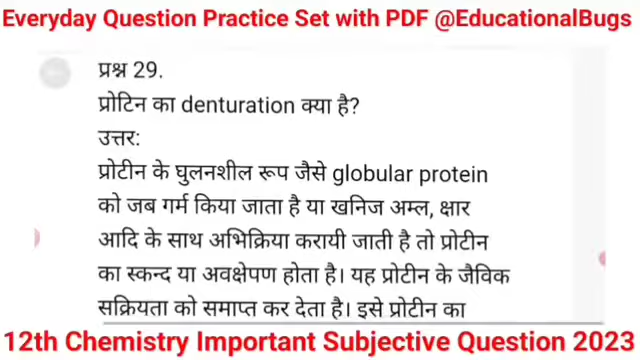 Everyday Question Practice Set with PDF @EducationalBugs
प्रश्न 29.
प्रोटिन का denturation क्या है?
उत्तर:
प्रोटीन के घुलनशील रूप जैसे globular protein
को जब गर्म किया जाता है या खनिज अम्ल, क्षार
आदि के साथ अभिक्रिया करायी जाती है तो प्रोटीन
का स्कन्द या अवक्षेपण होता है। यह प्रोटीन के जैविक
सक्रियता को समाप्त कर देता है। इसे प्रोटीन का
12th Chemistry Important Subjective Question 2023